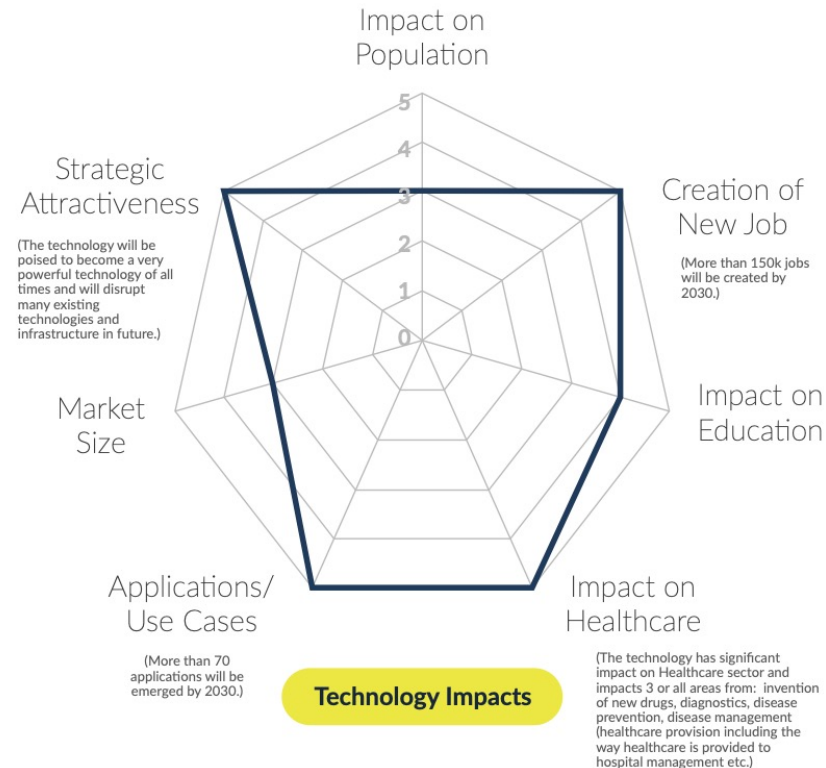 Impact on
Population
5
4
3
2
1
0
Strategic
Attractiveness
(The technology will be
poised to become a very
powerful technology of all
times and will disrupt
many existing
technologies and
infrastructure in future.)
Creation of
New Job
(More than 150k jobs
will be created by
2030.)
Market
Size
Impact on
Education
Applications/
Use Cases
(More than 70
applications will be
emerged by 2030.)
Impact on
Healthcare
(The technology has significant
impact on Healthcare sector and
impacts 3 or all areas from: invention
of new drugs, diagnostics, disease
prevention, disease management
(healthcare provision including the
way healthcare is provided to
hospital management etc.)
Technology Impacts